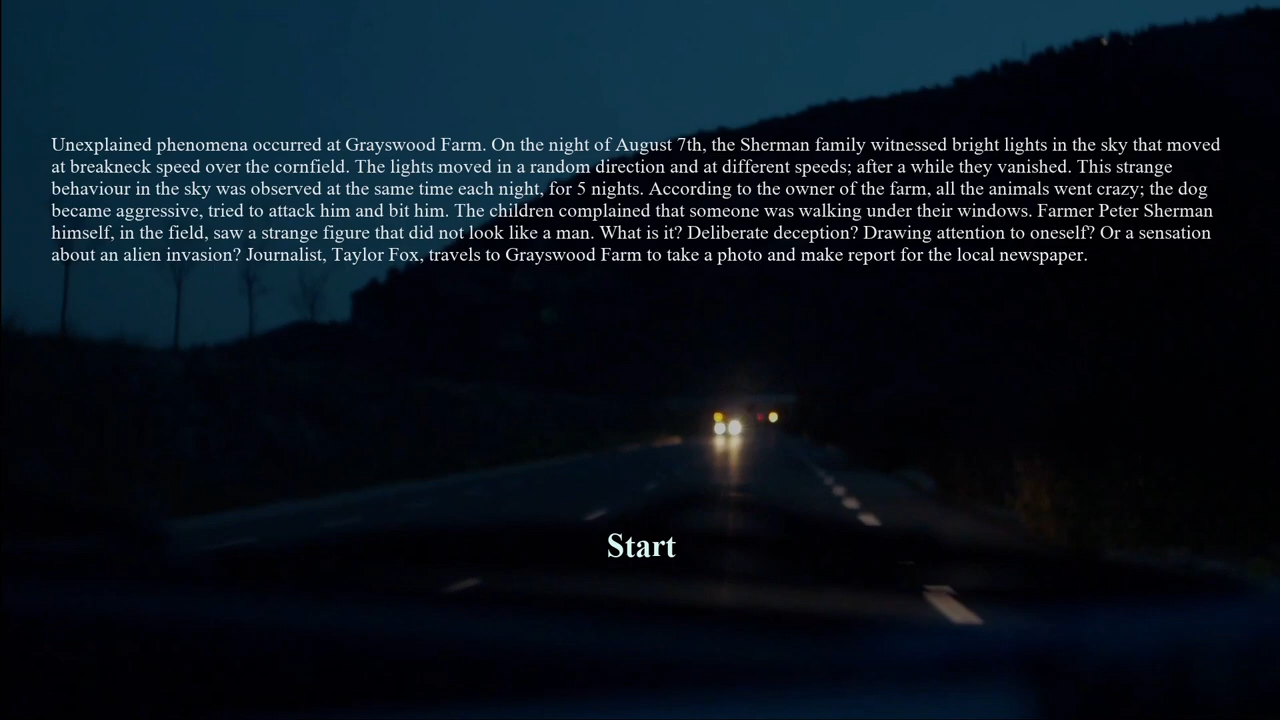 Unexplained phenomena occurred at Grayswood Farm. On the night of August 7th, the Sherman family witnessed bright lights in the sky that moved
at breakneck speed over the cornfield. The lights moved in a random direction and at different speeds; after a while they vanished. This strange
behaviour in the sky was observed at the same time each night, for 5 nights. According to the owner of the farm, all the animals went crazy; the dog
became aggressive, tried to attack him and bit him. The children complained that someone was walking under their windows. Farmer Peter Sherman
himself, in the field, saw a strange figure that did not look like a man. What is it? Deliberate deception? Drawing attention to oneself? Or a sensation
about an alien invasion? Journalist, Taylor Fox, travels to Grayswood Farm to take a photo and make report for the local newspaper.
Start